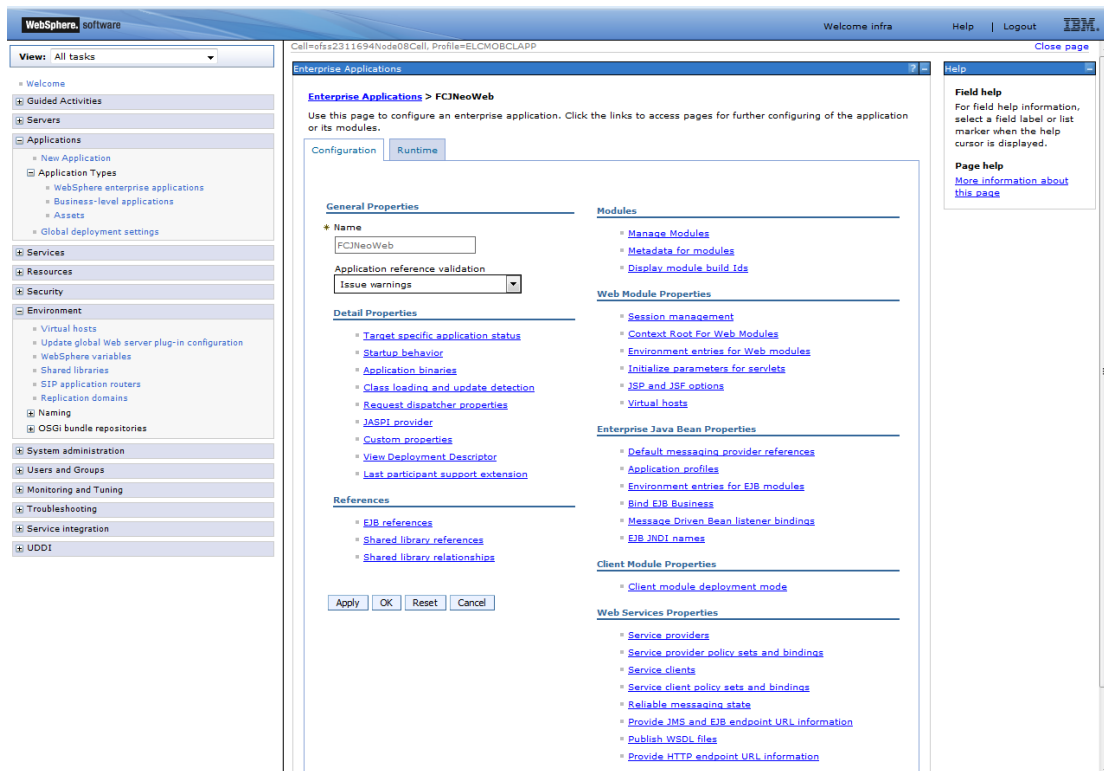 WebSphere. software
Welcome infra
Help | Logout
IBM.
View: All tasks
Welcome
Guided Activities
Servers
Applications
New Application
Application Types
WebSphere enterprise applications
Business-level applications
Assets
Global deployment settings
Services
Resources
Security
Environment
Virtual hosts
Update global Web server plug-in configuration
WebSphere variables
Shared libraries
SIP application routers
Replication domains
Naming
OSGi bundle repositories
System administration
Users and Groups
Monitoring and Tuning
Troubleshooting
Service integration
UDDI
Cell=ofss2311694Node08Cell, Profile=ELCMOBCLAPP
Close page
Enterprise Applications
Enterprise Applications > FCJNeoWeb
Use this page to configure an enterprise application. Click the links to access pages for further configuring of the application
or its modules.
Configuration
Runtime
General Properties
* Name
FCJNeoWeb
Application reference validation
Issue warnings
Detail Properties
Target specific application status
Startup behavior
Application binaries
Class loading and update detection
Request dispatcher properties
JASPI provider
Custom properties
View Deployment Descriptor
Last participant support extension
References
EJB references
Shared library references
Shared library relationships
Apply OK Reset Cancel
Modules
Manage Modules
Metadata for modules
Display module build Ids
Web Module Properties
Session management
Context Root For Web Modules
Environment entries for Web modules
Initialize parameters for servlets
JSP and JSF options
Virtual hosts
Enterprise Java Bean Properties
Default messaging provider references
Application profiles
Environment entries for EJB modules
Bind EJB Business
Message Driven Bean listener bindings
EJB JNDI names
Client Module Properties
Client module deployment mode
Web Services Properties
Service providers
Service provider policy sets and bindings
Service clients
Service client policy sets and bindings
Reliable messaging state
Provide JMS and EJB endpoint URL information
Publish WSDL files
Provide HTTP endpoint URL information
Help
Field help
For field help information,
select a field label or list
marker when the help
cursor is displayed.
Page help
More information about
this page